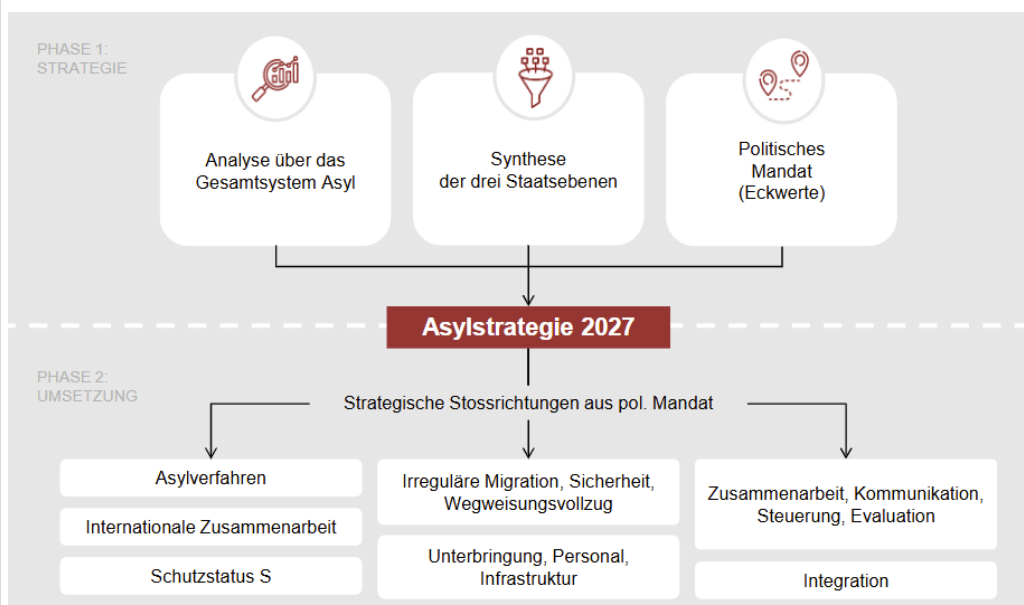 PHASE 1:
STRATEGIE
Analyse über das
Gesamtsystem Asyl
Synthese
der drei Staatsebenen
Politisches
Mandat
(Eckwerte)
Asylstrategie 2027
PHASE 2:
UMSETZUNG
Strategische Stossrichtungen aus pol. Mandat
Asylverfahren
Internationale Zusammenarbeit
Schutzstatus S
Irreguläre Migration, Sicherheit,
Wegweisungsvollzug
Unterbringung, Personal,
Infrastruktur
Zusammenarbeit, Kommunikation,
Steuerung, Evaluation
Integration